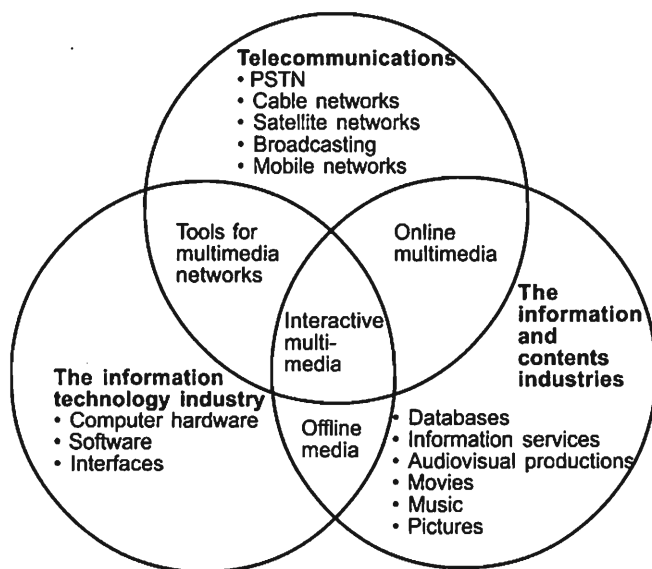 Telecommunications
• PSTN
• Cable networks
• Satellite networks
• Broadcasting
• Mobile networks
Tools for
multimedia
networks
Online
multimedia
Interactive
multi-
media
The
information
and
contents
industries
The information
technology industry
• Computer hardware
• Software
• Interfaces
Offline
media
• Databases
• Information services
• Audiovisual productions
• Movies
• Music
• Pictures